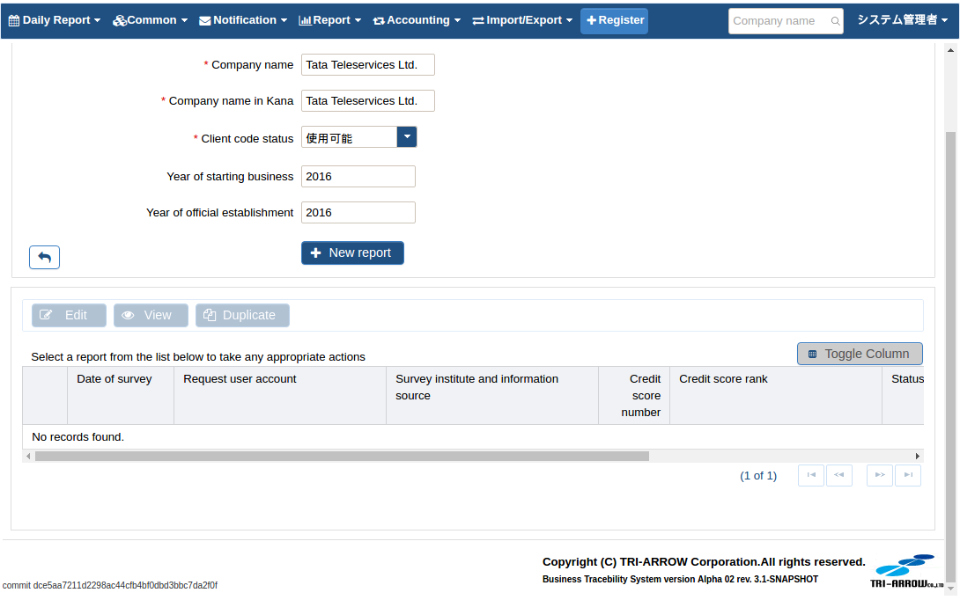 Daily Report Common Notification Report Accounting Import/Export Register Company name システム管理者
* Company name Tata Teleservices Ltd.
* Company name in Kana Tata Teleservices Ltd.
* Client code status 使用可能
Year of starting business 2016
Year of official establishment 2016
New report
Edit View Duplicate
Select a report from the list below to take any appropriate actions
Toggle Column
Date of survey Request user account Survey institute and information source Credit score number Credit score rank Status
No records found.
(1 of 1)
Copyright (C) TRI-ARROW Corporation.All rights reserved.
Business Tracebility System version Alpha 02 rev. 3.1-SNAPSHOT
TRI-ARROW Co.,LTD
commit dce5aa7211d2298ac44cfb4bf0dbd3bbc7da2f0f